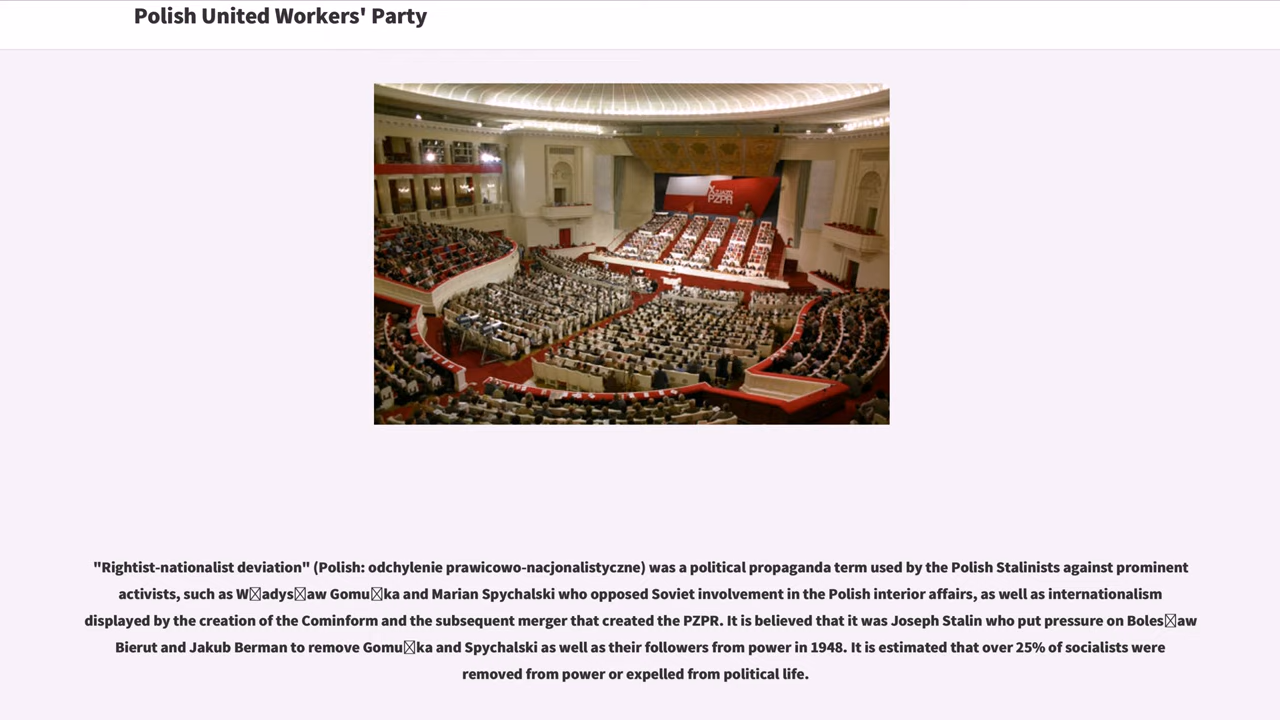 Polish United Workers' Party
X ZJAZD
PZPR
"Rightist-nationalist deviation" (Polish: odchylenie prawicowo-nacjonalistyczne) was a political propaganda term used by the Polish Stalinists against prominent
activists, such as W☒adys☒aw Gomu☒ka and Marian Spychalski who opposed Soviet involvement in the Polish interior affairs, as well as internationalism
displayed by the creation of the Cominform and the subsequent merger that created the PZPR. It is believed that it was Joseph Stalin who put pressure on Boles☒aw
Bierut and Jakub Berman to remove Gomu☒ka and Spychalski as well as their followers from power in 1948. It is estimated that over 25% of socialists were
removed from power or expelled from political life.